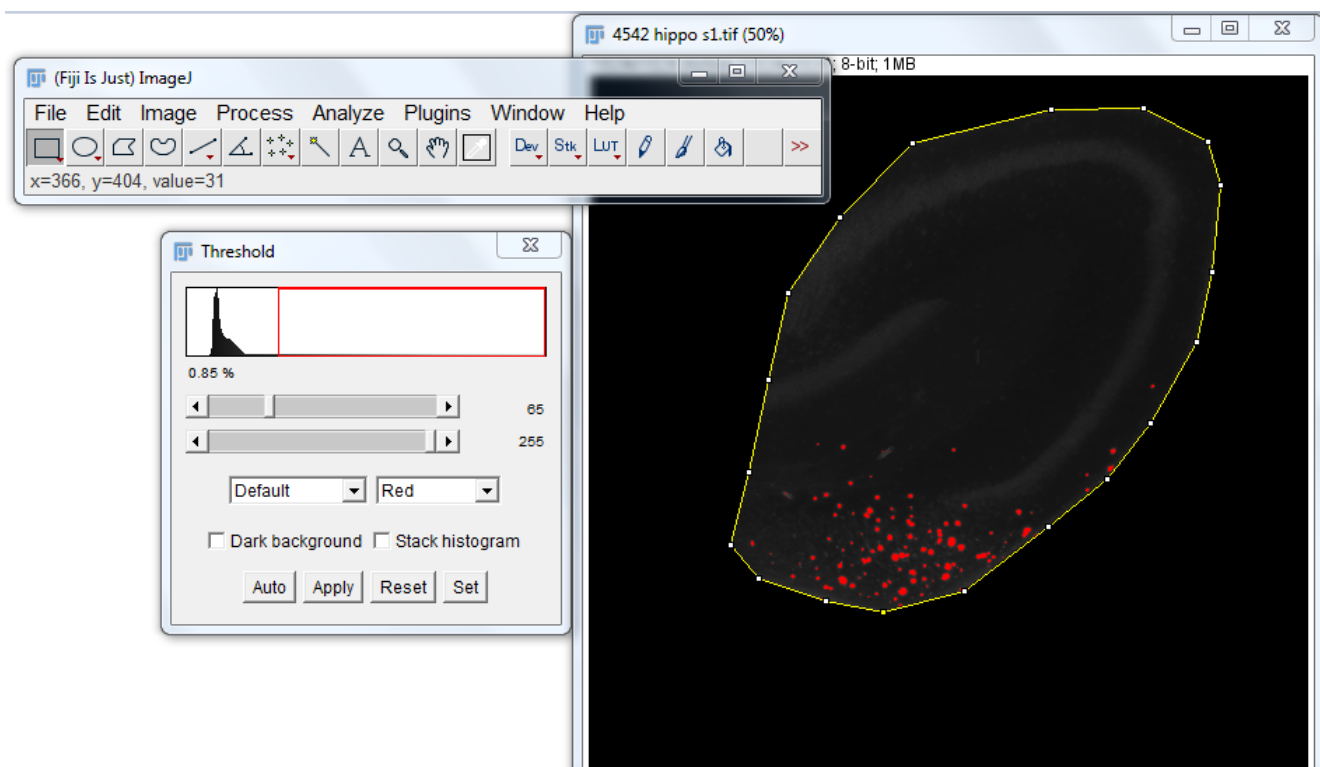 4542 hippo s1.tif (50%)
; 8-bit; 1MB
(Fiji Is Just) ImageJ
File Edit Image Process Analyze Plugins Window Help
A Dev Stk LUT >>
x=366, y=404, value=31
Threshold
0.85 %
65
255
Default Red
Dark background Stack histogram
Auto Apply Reset Set